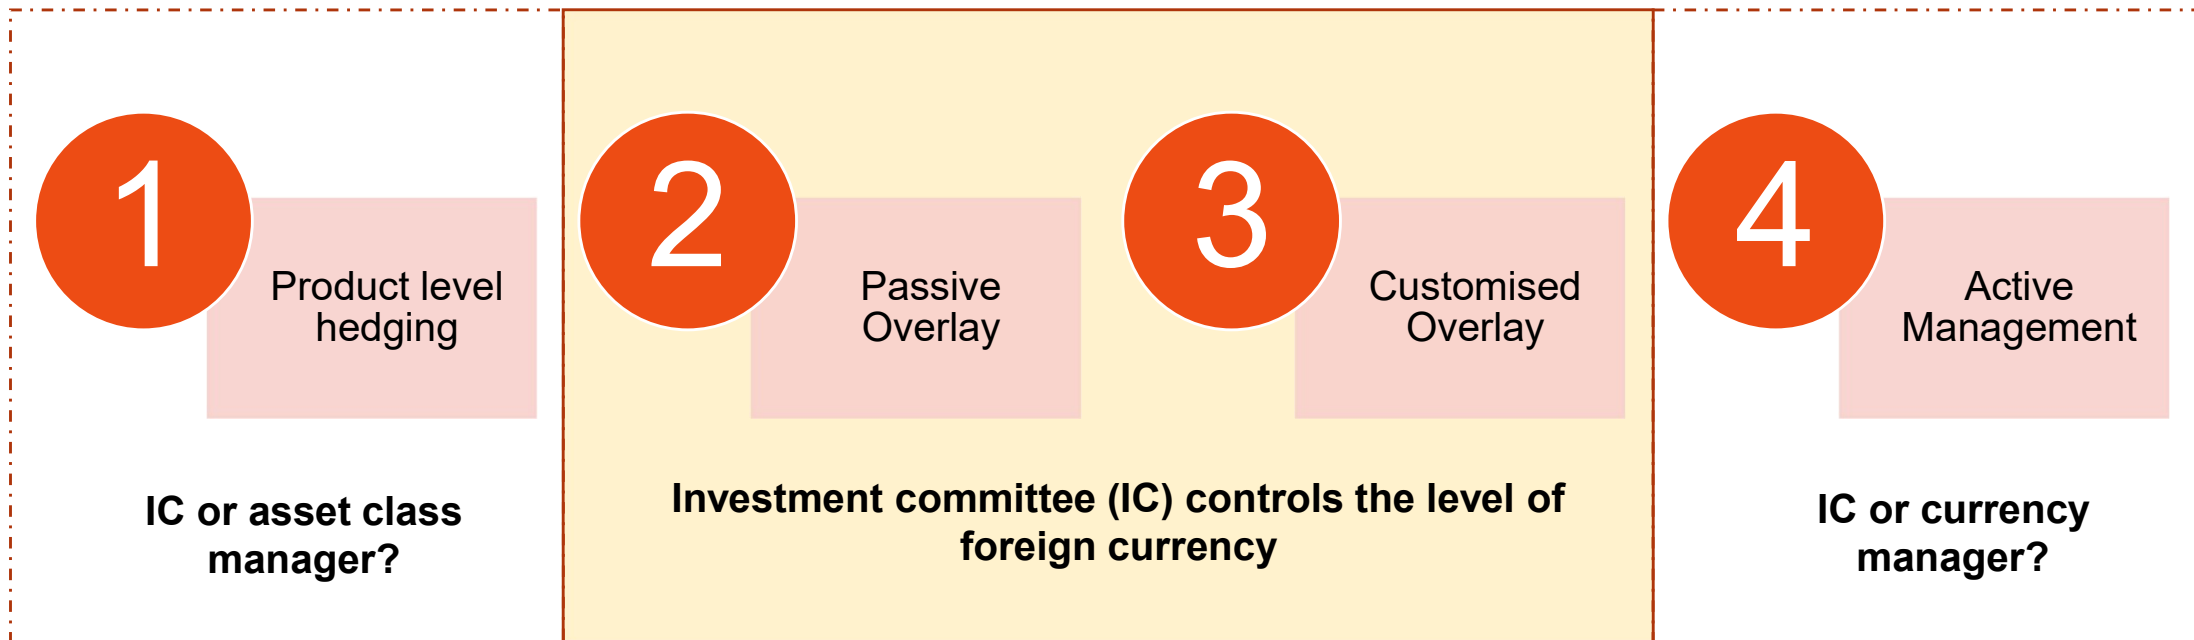 1
Product level
hedging
IC or asset class
manager?
2
Passive
Overlay
3
Customised
Overlay
Investment committee (IC) controls the level of
foreign currency
4
Active
Management
IC or currency
manager?